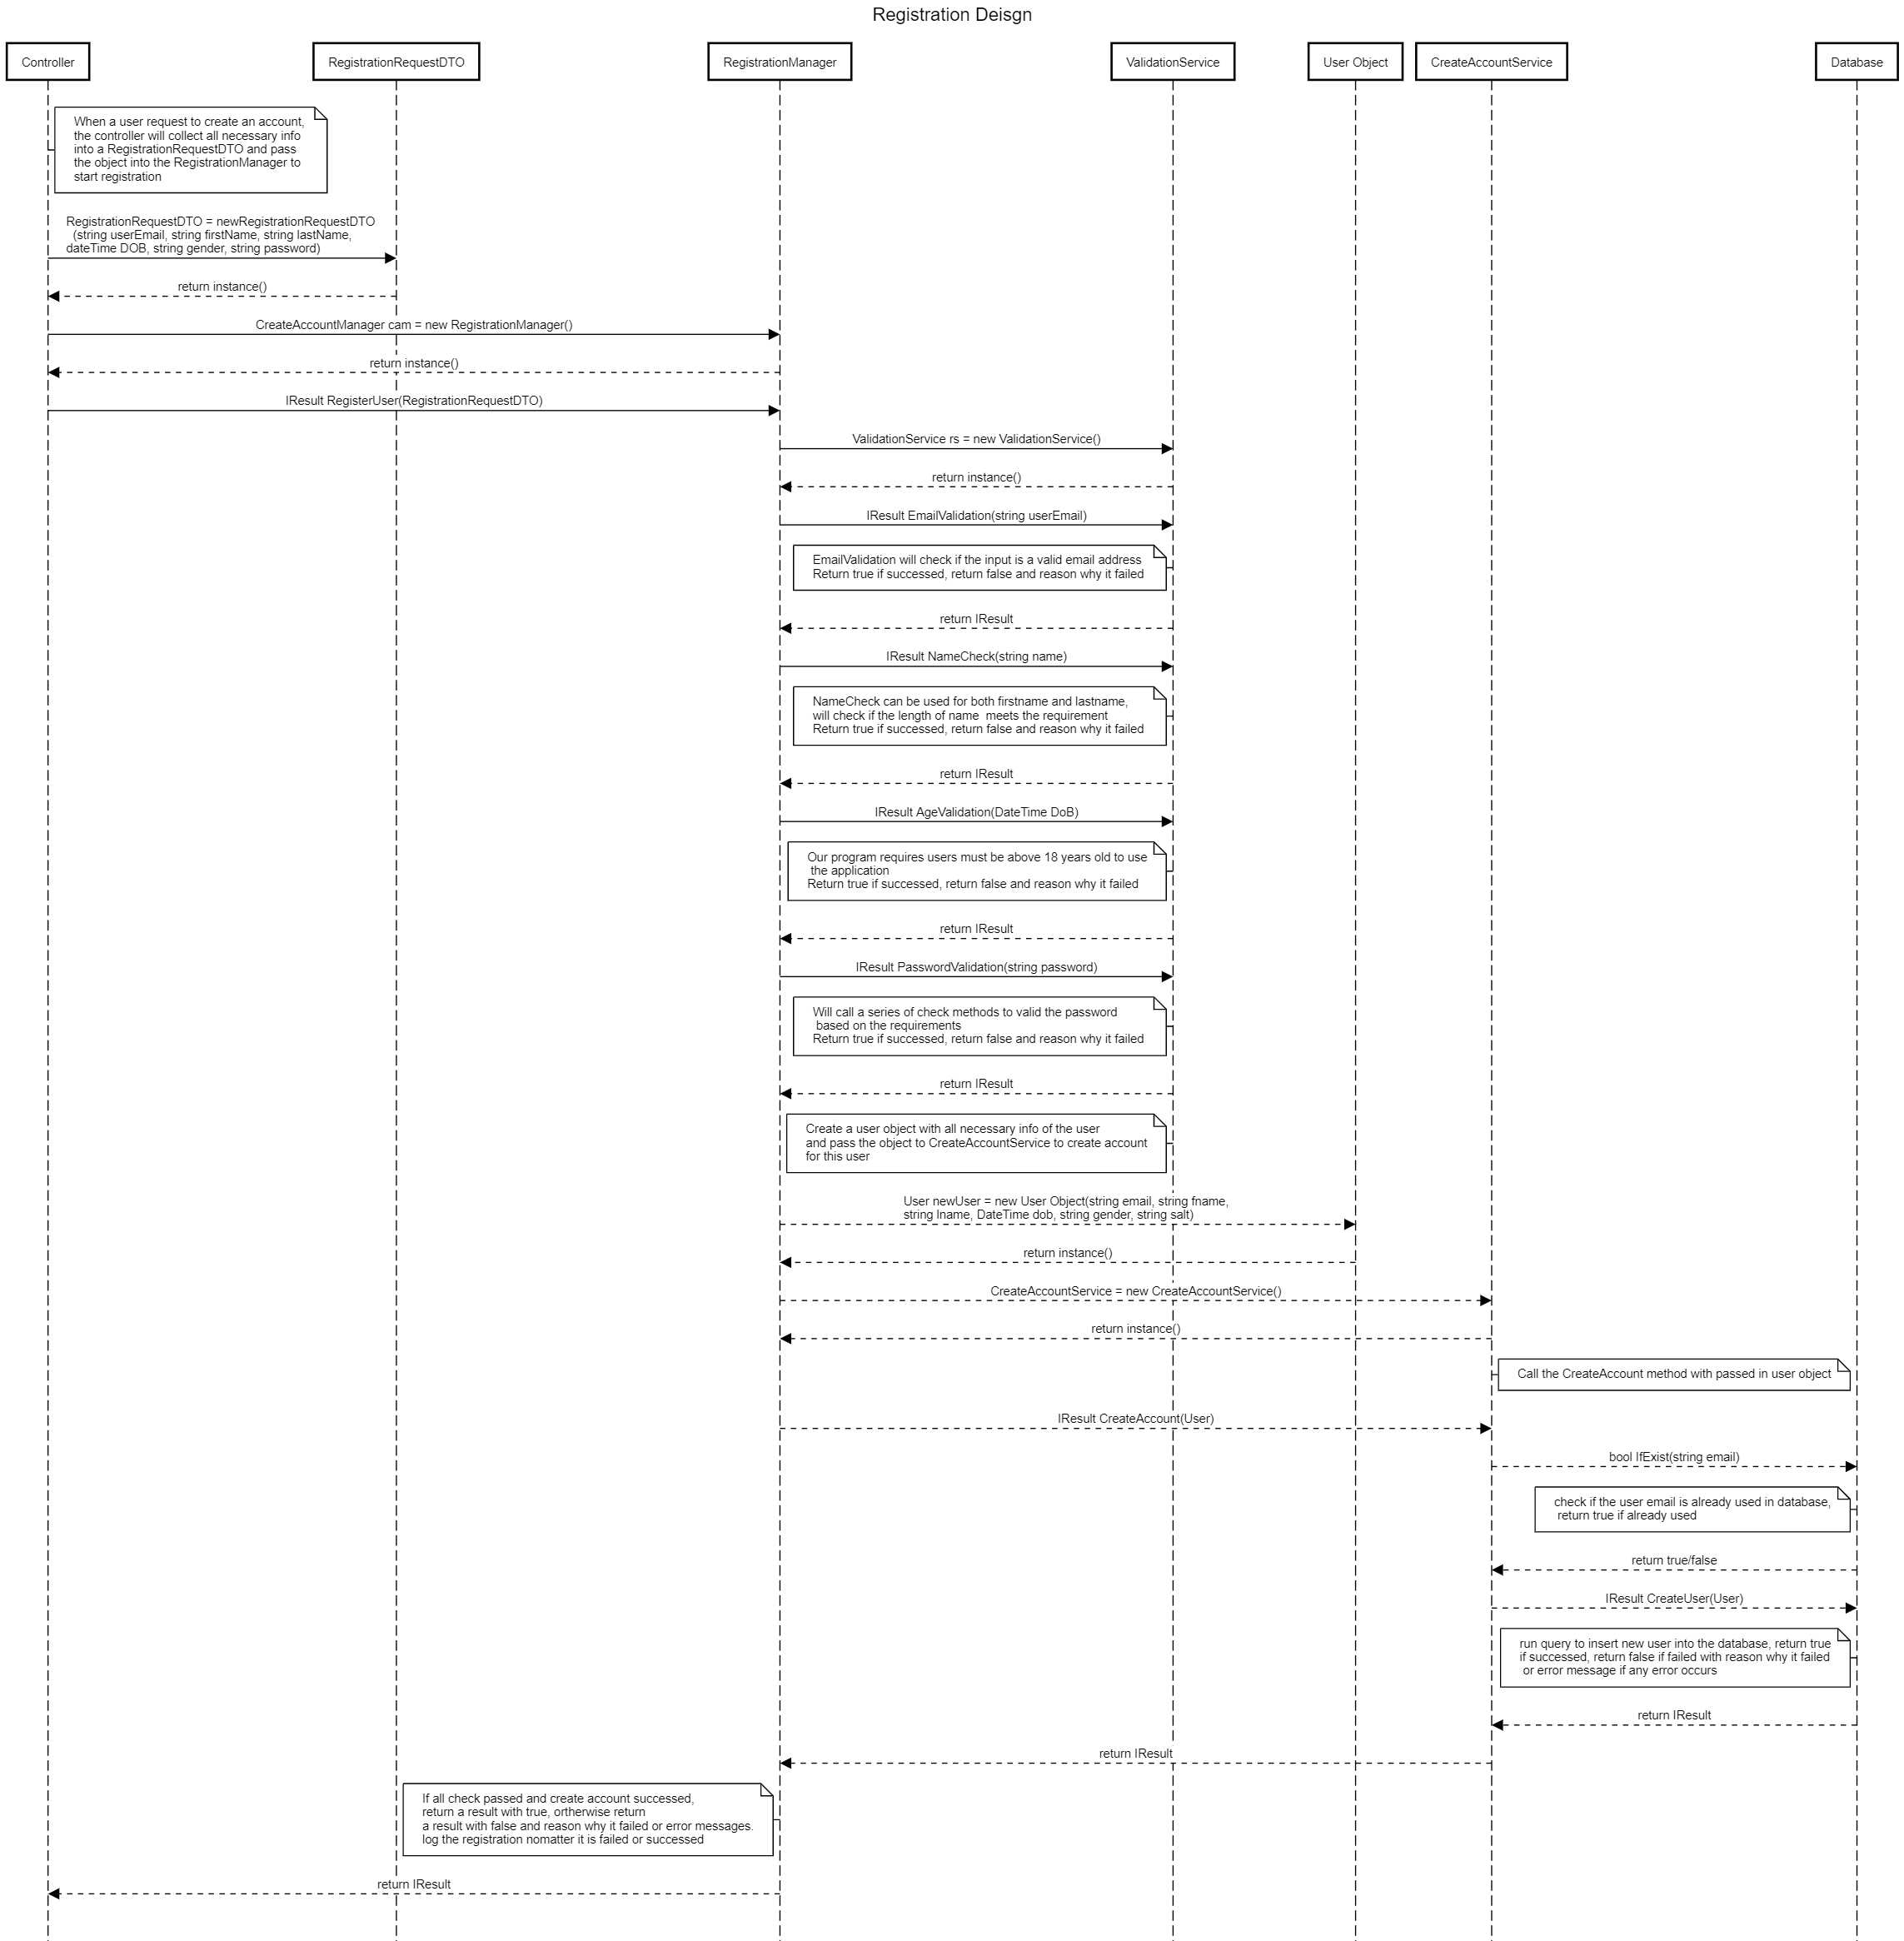 Registration Deisgn
Controller
RegistrationRequestDTO
RegistrationManager
ValidationService
User Object
CreateAccountService
Database
When a user request to create an account,
the controller will collect all necessary info
into a RegistrationRequestDTO and pass
the object into the RegistrationManager to
start registration
RegistrationRequestDTO = newRegistrationRequestDTO
(string userEmail, string firstName, string lastName,
dateTime DOB, string gender, string password)
return instance()
CreateAccountManager cam = new RegistrationManager()
return instance()
IResult RegisterUser(RegistrationRequestDTO)
ValidationService rs = new ValidationService()
return instance()
IResult EmailValidation(string userEmail)
EmailValidation will check if the input is a valid email address
Return true if successed, return false and reason why it failed
return IResult
IResult NameCheck(string name)
NameCheck can be used for both firstname and lastname,
will check if the length of name  meets the requirement
Return true if successed, return false and reason why it failed
return IResult
IResult AgeValidation(DateTime DoB)
Our program requires users must be above 18 years old to use
the application
Return true if successed, return false and reason why it failed
return IResult
IResult PasswordValidation(string password)
Will call a series of check methods to valid the password
based on the requirements
Return true if successed, return false and reason why it failed
return IResult
Create a user object with all necessary info of the user
and pass the object to CreateAccountService to create account
for this user
User newUser = new User Object(string email, string fname,
string lname, DateTime dob, string gender, string salt)
return instance()
CreateAccountService = new CreateAccountService()
return instance()
Call the CreateAccount method with passed in user object
IResult CreateAccount(User)
bool IfExist(string email)
check if the user email is already used in database,
return true if already used
return true/false
IResult CreateUser(User)
run query to insert new user into the database, return true
if successed, return false if failed with reason why it failed
or error message if any error occurs
return IResult
return IResult
If all check passed and create account successed,
return a result with true, ortherwise return
a result with false and reason why it failed or error messages.
log the registration nomatter it is failed or successed
return IResult